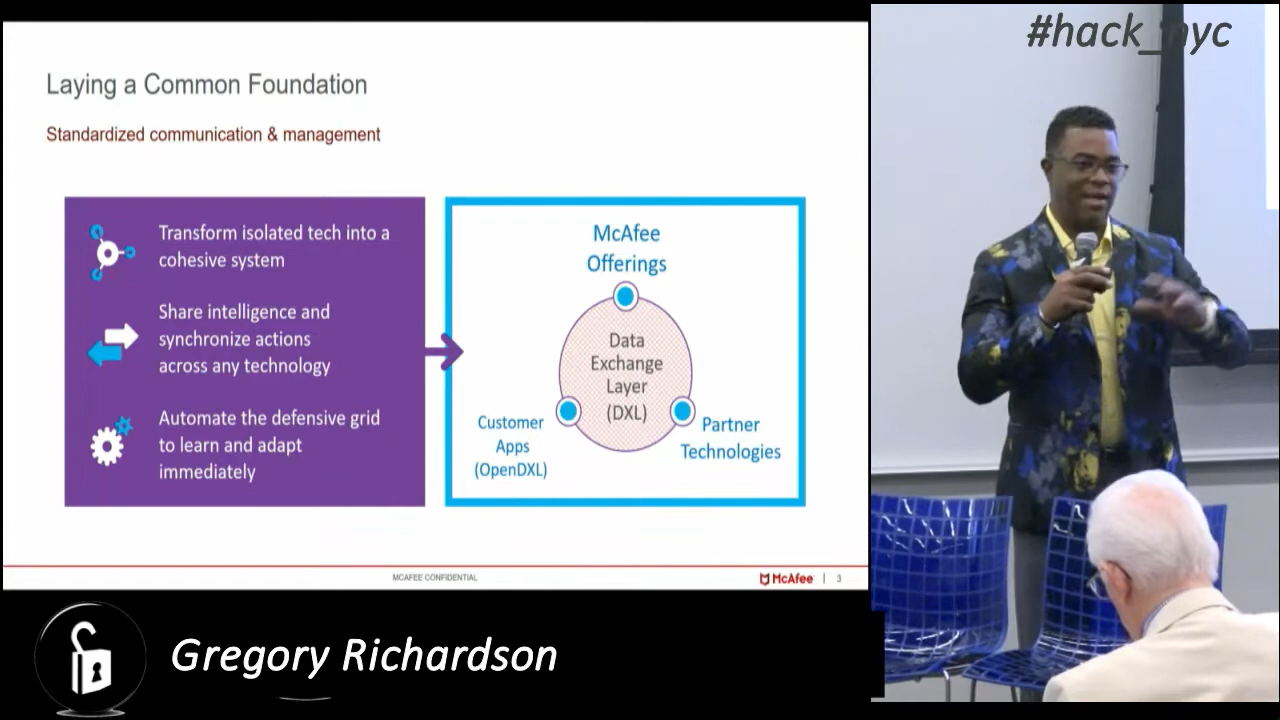 #hack_nyc
Laying a Common Foundation
Standardized communication & management
Transform isolated tech into a
cohesive system
Share intelligence and
synchronize actions
across any technology
Automate the defensive grid
to learn and adapt
immediately
McAfee
Offerings
Data
Exchange
Layer
(DXL)
Customer
Apps
(OpenDXL)
Partner
Technologies
MCAFEE CONFIDENTIAL
McAfee | 3
Gregory Richardson